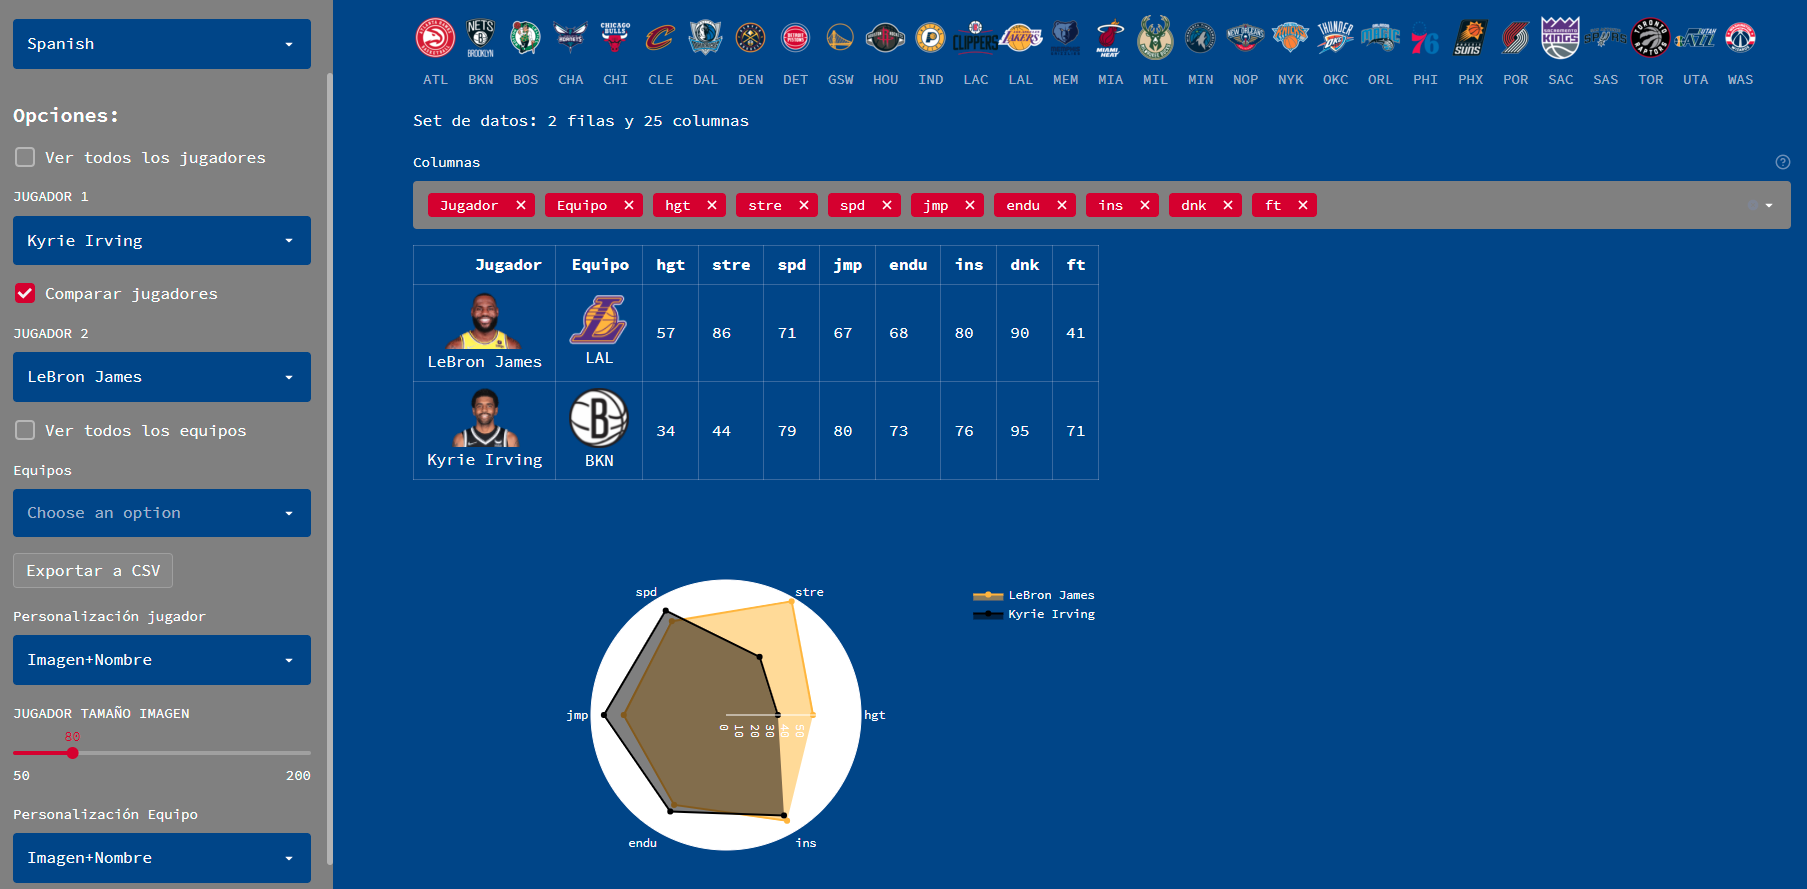 Spanish
Opciones:
Ver todos los jugadores
JUGADOR 1
Kyrie Irving
Comparar jugadores
JUGADOR 2
LeBron James
Ver todos los equipos
Equipos
Choose an option
Exportar a CSV
Personalización jugador
Imagen+Nombre
JUGADOR TAMAÑO IMAGEN
80
50 200
Personalización Equipo
Imagen+Nombre
ATL BKN BOS CHA CHI CLE DAL DEN DET GSW HOU IND LAC LAL MEM MIA MIL MIN NOP NYK OKC ORL PHI PHX POR SAC SAS TOR UTA WAS
Set de datos: 2 filas y 25 columnas
Columnas
Jugador Equipo hgt stre spd jmp endu ins dnk ft
Jugador Equipo hgt stre spd jmp endu ins dnk ft
LeBron James LAL 57 86 71 67 68 80 90 41
Kyrie Irving BKN 34 44 79 80 73 76 95 71
spd stre
jmp hgt
0 10 20 30 40 50
endu ins
LeBron James
Kyrie Irving